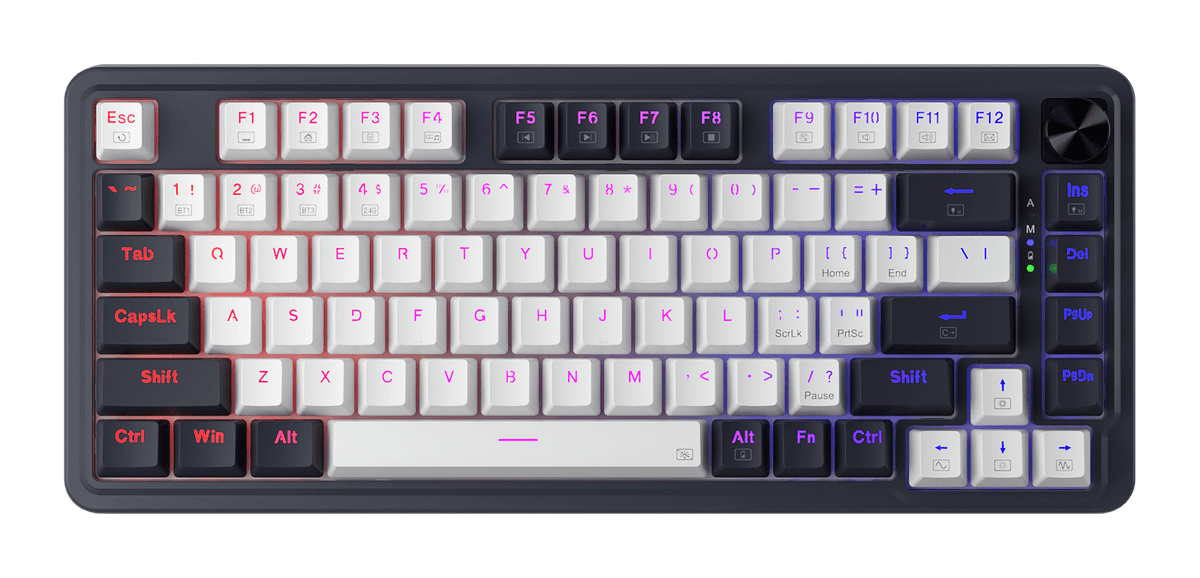 Esc F1 F2 F3 F4 F5 F6 F7 F8 F9 F10 F11 F12
` ~ 1 ! 2 @ 3 # 4 $ 5 % 6 ^ 7 & 8 * 9 ( 0 ) - - = + Ins
BT1 BT2 BT3 2.4G
A
M
Tab Q W E R T Y U I O P [ { ] } \ | Del
Home End
CapsLk A S D F G H J K L ; : ' " PgUp
ScrLk PrtSc
Shift Z X C V B N M , < . > / ? Shift PgDn
Pause
Ctrl Win Alt Alt Fn Ctrl